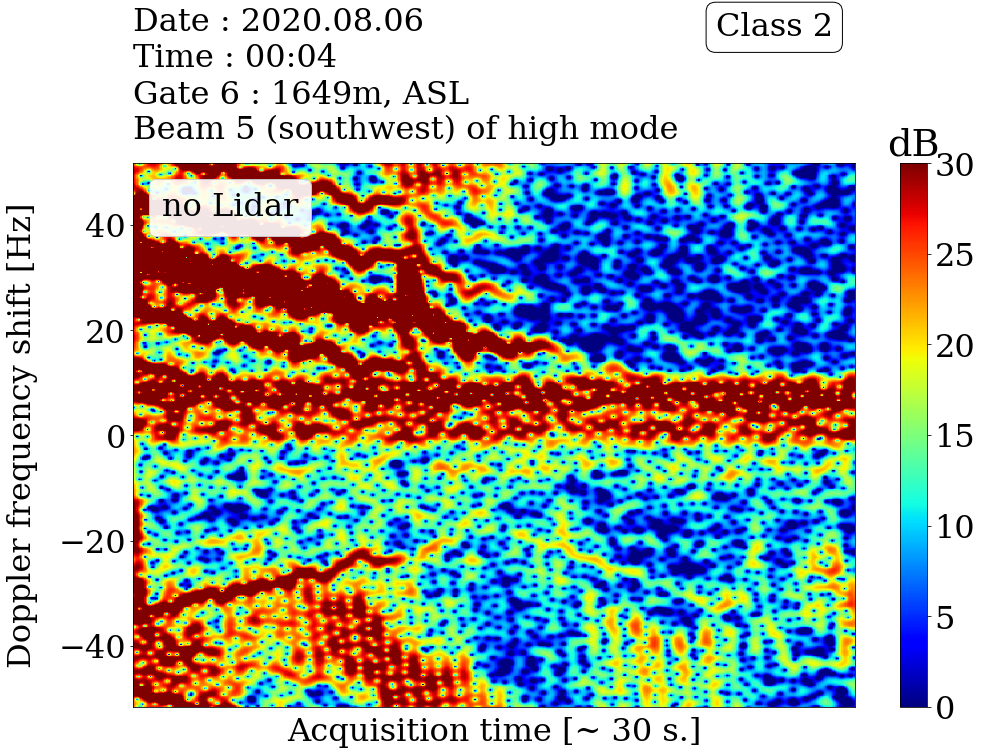 Date : 2020.08.06
Time : 00:04
Gate 6 : 1649m, ASL
Beam 5 (southwest) of high mode
Class 2
dB
no Lidar
Doppler frequency shift [Hz]
40
20
0
−20
−40
30
25
20
15
10
5
0
Acquisition time [~ 30 s.]